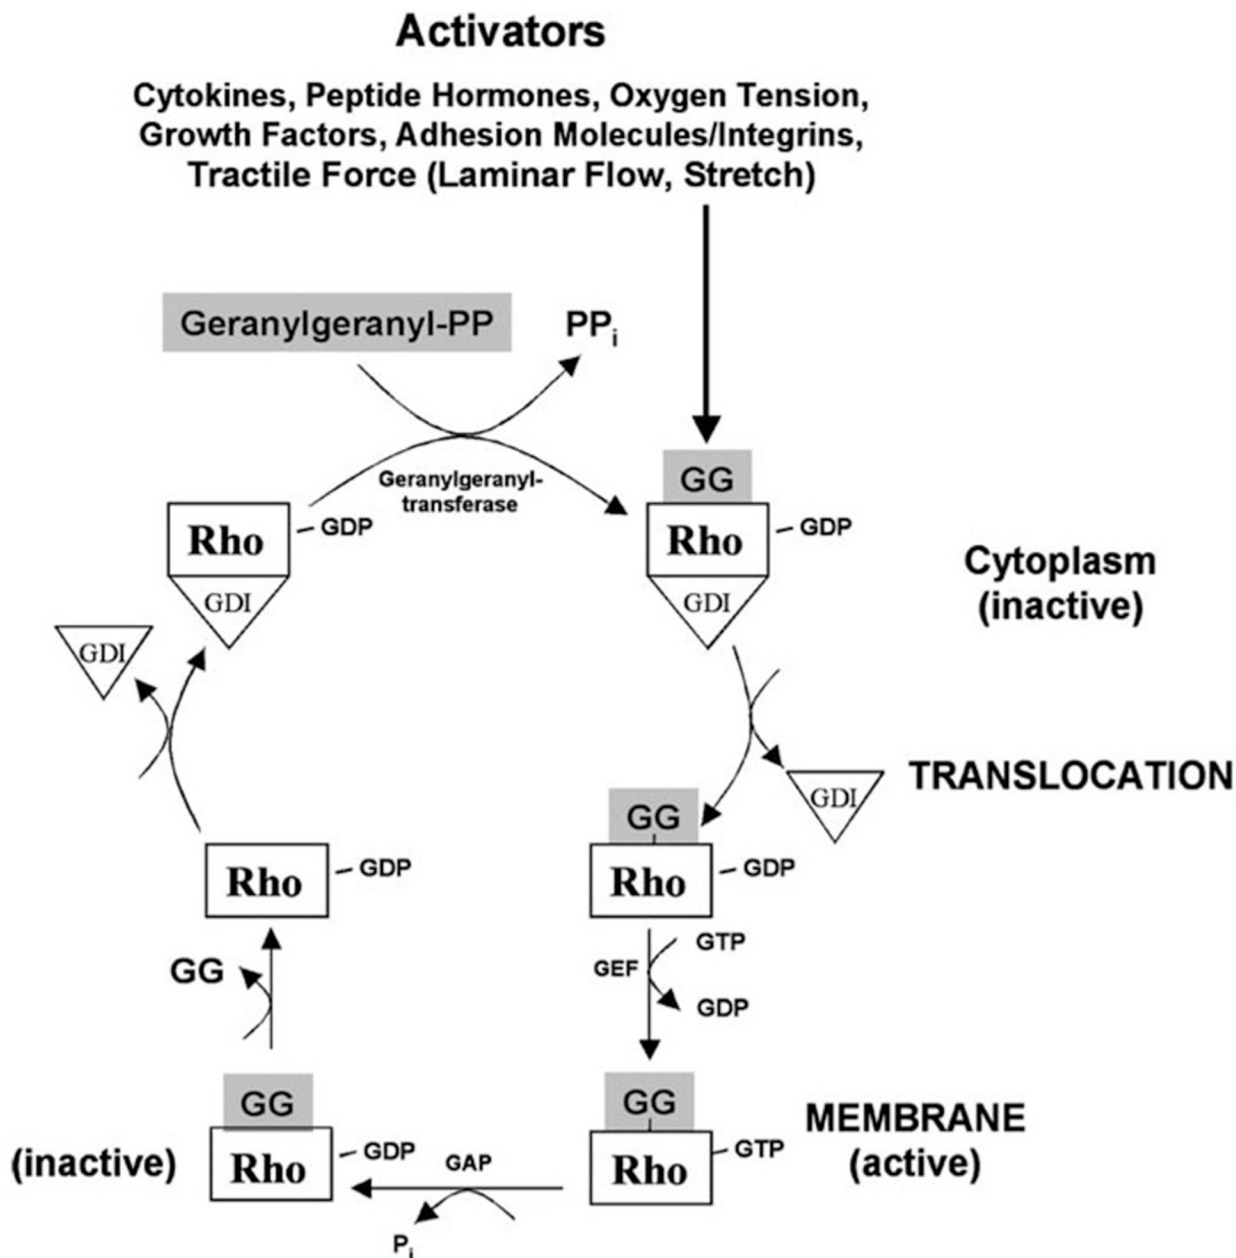 Activators
Cytokines, Peptide Hormones, Oxygen Tension,
Growth Factors, Adhesion Molecules/Integrins,
Tractile Force (Laminar Flow, Stretch)
Geranylgeranyl-PP
PPi
Geranylgeranyl-
transferase
GG
Rho
GDP
GDI
Rho
GDP
GDI
Cytoplasm
(inactive)
GDI
TRANSLOCATION
GDI
GG
Rho
GDP
Rho
GDP
GTP
GEF
GDP
GG
GG
Rho
GTP
MEMBRANE
(active)
GG
Rho
GDP
(inactive)
GAP
Pi